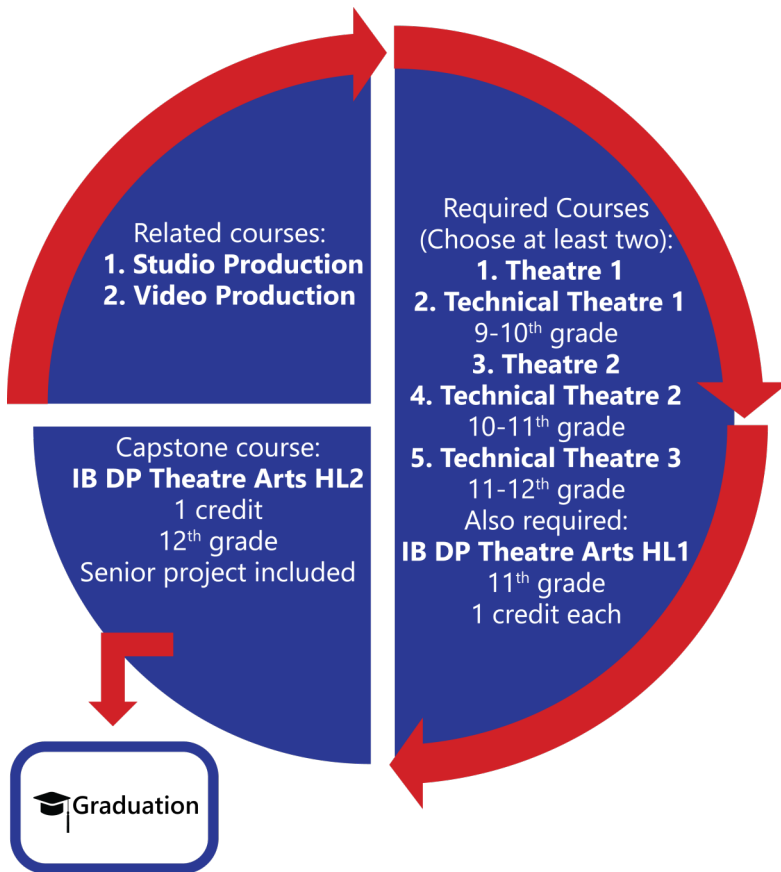 Related courses:
1. Studio Production
2. Video Production
Required Courses
(Choose at least two):
1. Theatre 1
2. Technical Theatre 1
9-10th grade
3. Theatre 2
4. Technical Theatre 2
10-11th grade
5. Technical Theatre 3
11-12th grade
Also required:
IB DP Theatre Arts HL1
11th grade
1 credit each
Capstone course:
IB DP Theatre Arts HL2
1 credit
12th grade
Senior project included
Graduation